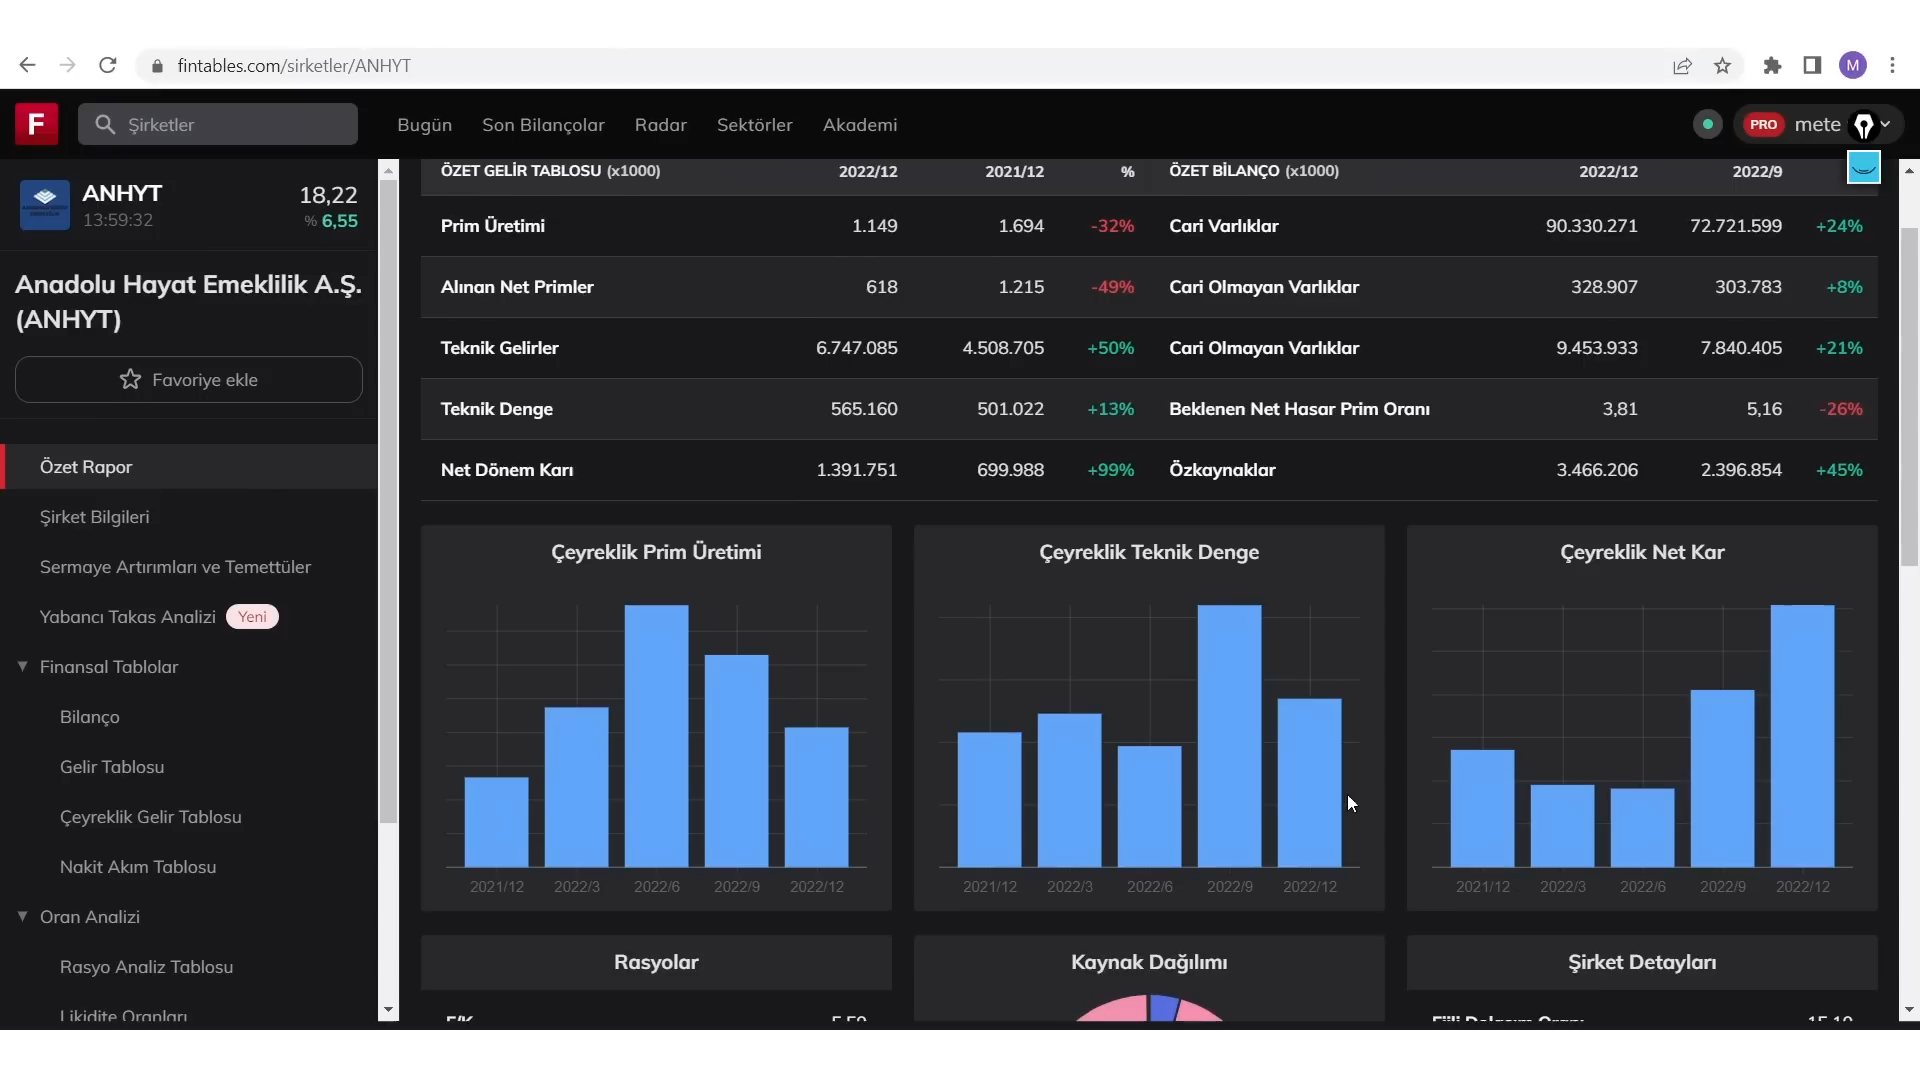 fintables.com/sirketler/ANHYT
M
F
Şirketler
Bugün
Son Bilançolar
Radar
Sektörler
Akademi
PRO
mete
ANHYT
18,22
13:59:32
% 6,55
Anadolu Hayat Emeklilik A.Ş.
(ANHYT)
Favoriye ekle
Özet Rapor
Şirket Bilgileri
Sermaye Artırımları ve Temettüler
Yabancı Takas Analizi Yeni
Finansal Tablolar
Bilanço
Gelir Tablosu
Çeyreklik Gelir Tablosu
Nakit Akım Tablosu
Oran Analizi
Rasyo Analiz Tablosu
Likidite Oranları
ÖZET GELİR TABLOSU (x1000) 2022/12 2021/12 %
Prim Üretimi 1.149 1.694 -32%
Alınan Net Primler 618 1.215 -49%
Teknik Gelirler 6.747.085 4.508.705 +50%
Teknik Denge 565.160 501.022 +13%
Net Dönem Karı 1.391.751 699.988 +99%
ÖZET BİLANÇO (x1000) 2022/12 2022/9
Cari Varlıklar 90.330.271 72.721.599 +24%
Cari Olmayan Varlıklar 328.907 303.783 +8%
Cari Olmayan Varlıklar 9.453.933 7.840.405 +21%
Beklenen Net Hasar Prim Oranı 3,81 5,16 -26%
Özkaynaklar 3.466.206 2.396.854 +45%
Çeyreklik Prim Üretimi
2021/12 2022/3 2022/6 2022/9 2022/12
Çeyreklik Teknik Denge
2021/12 2022/3 2022/6 2022/9 2022/12
Çeyreklik Net Kar
2021/12 2022/3 2022/6 2022/9 2022/12
Rasyolar
F/K
Kaynak Dağılımı
Şirket Detayları
Fiili Dolaşım Oranı